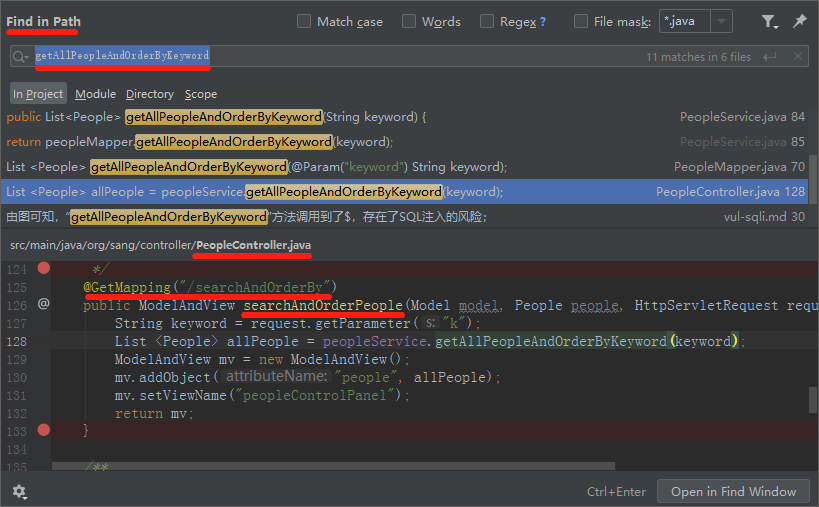 Find in Path
Match case Words Regex ? File mask: *.java
getAllPeopleAndOrderByKeyword 11 matches in 6 files
In Project Module Directory Scope
public List<People> getAllPeopleAndOrderByKeyword(String keyword) { PeopleService.java 84
return peopleMapper.getAllPeopleAndOrderByKeyword(keyword); PeopleService.java 85
List <People> getAllPeopleAndOrderByKeyword(@Param("keyword") String keyword); PeopleMapper.java 70
List <People> allPeople = peopleService.getAllPeopleAndOrderByKeyword(keyword); PeopleController.java 128
由图可知，“getAllPeopleAndOrderByKeyword”方法调用到了$，存在了SQL注入的风险； vul-sqli.md 30
src/main/java/org/sang/controller/PeopleController.java
124 */
125 @GetMapping("/searchAndOrderBy")
126 @ public ModelAndView searchAndOrderPeople(Model model, People people, HttpServletRequest requ
127 String keyword = request.getParameter( s: "k");
128 List <People> allPeople = peopleService.getAllPeopleAndOrderByKeyword(keyword);
129 ModelAndView mv = new ModelAndView();
130 mv.addObject( attributeName: "people", allPeople);
131 mv.setViewName("peopleControlPanel");
132 return mv;
133 }
134
135 /**
Ctrl+Enter Open in Find Window